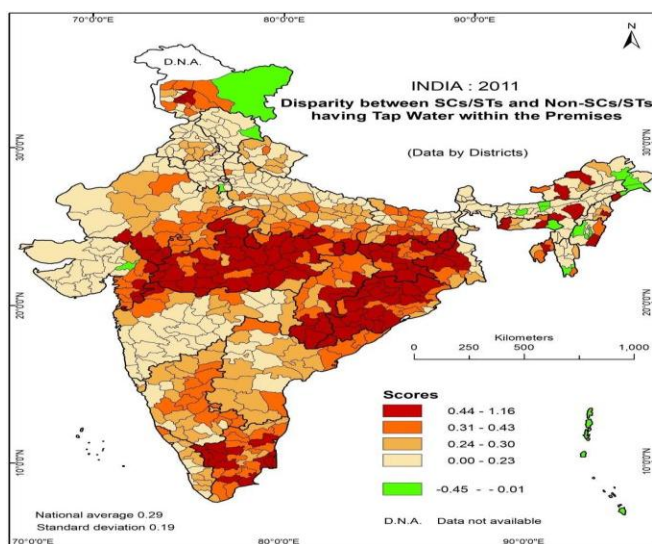 70°0'0"E 80°0'0"E 90°0'0"E
D.N.A.
N
INDIA : 2011
Disparity between SCs/STs and Non-SCs/STs
having Tap Water within the Premises
(Data by Districts)
30°0'0"N 30°0'0"N
20°0'0"N 20°0'0"N
Kilometers
0 250 500 1,000
Scores
0.44 - 1.16
0.31 - 0.43
0.24 - 0.30
0.00 - 0.23
-0.45 - -0.01
10°0'0"N 10°0'0"N
D.N.A. Data not available
National average 0.29
Standard deviation 0.19
70°0'0"E 80°0'0"E 90°0'0"E